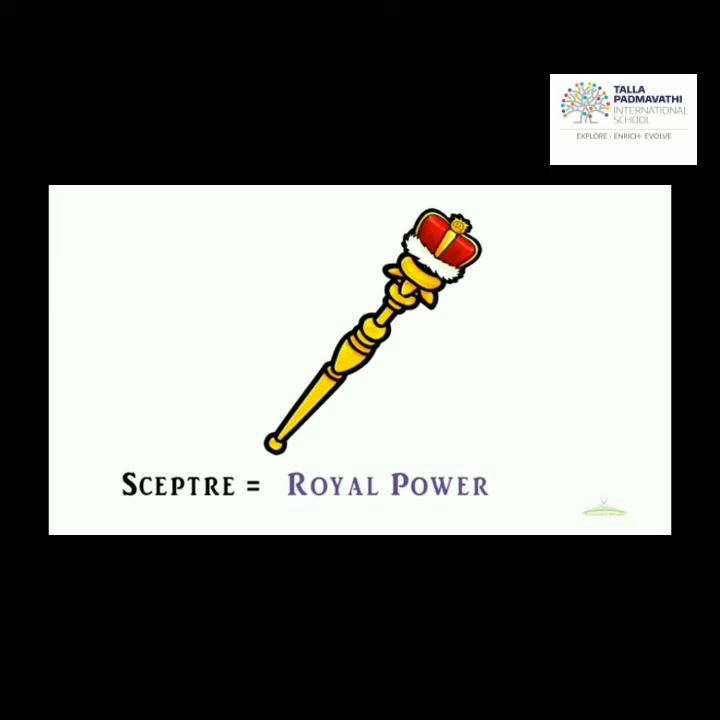 TALLA
PADMAVATHI
INTERNATIONAL
SCHOOL
EXPLORE - ENRICH- EVOLVE
SCEPTRE = ROYAL POWER